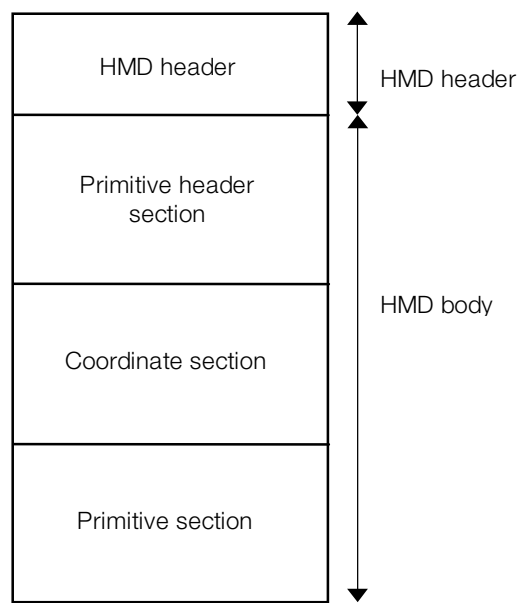 HMD header
HMD header
Primitive header
section
HMD body
Coordinate section
Primitive section